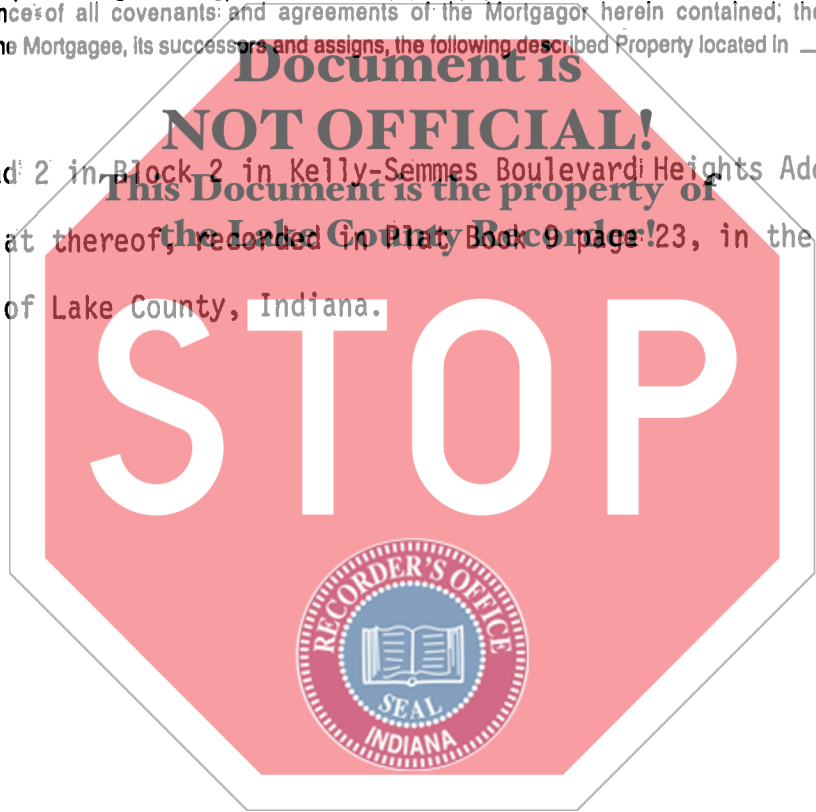 of all covenants and agreements of the Mortgagor herein contained, the
Mortgagee, its successors and assigns, the following described Property located in
Document is
NOT OFFICIAL!
2 in Block 2 in Kelly-Semmes Boulevard Heights
This Document is the property of
at thereof, recorded in Plat Book 9 page 23, in the
the Lake County Recorder!
of Lake County, Indiana.
STOP
RECORDER'S OFFICE
SEAL
INDIANA